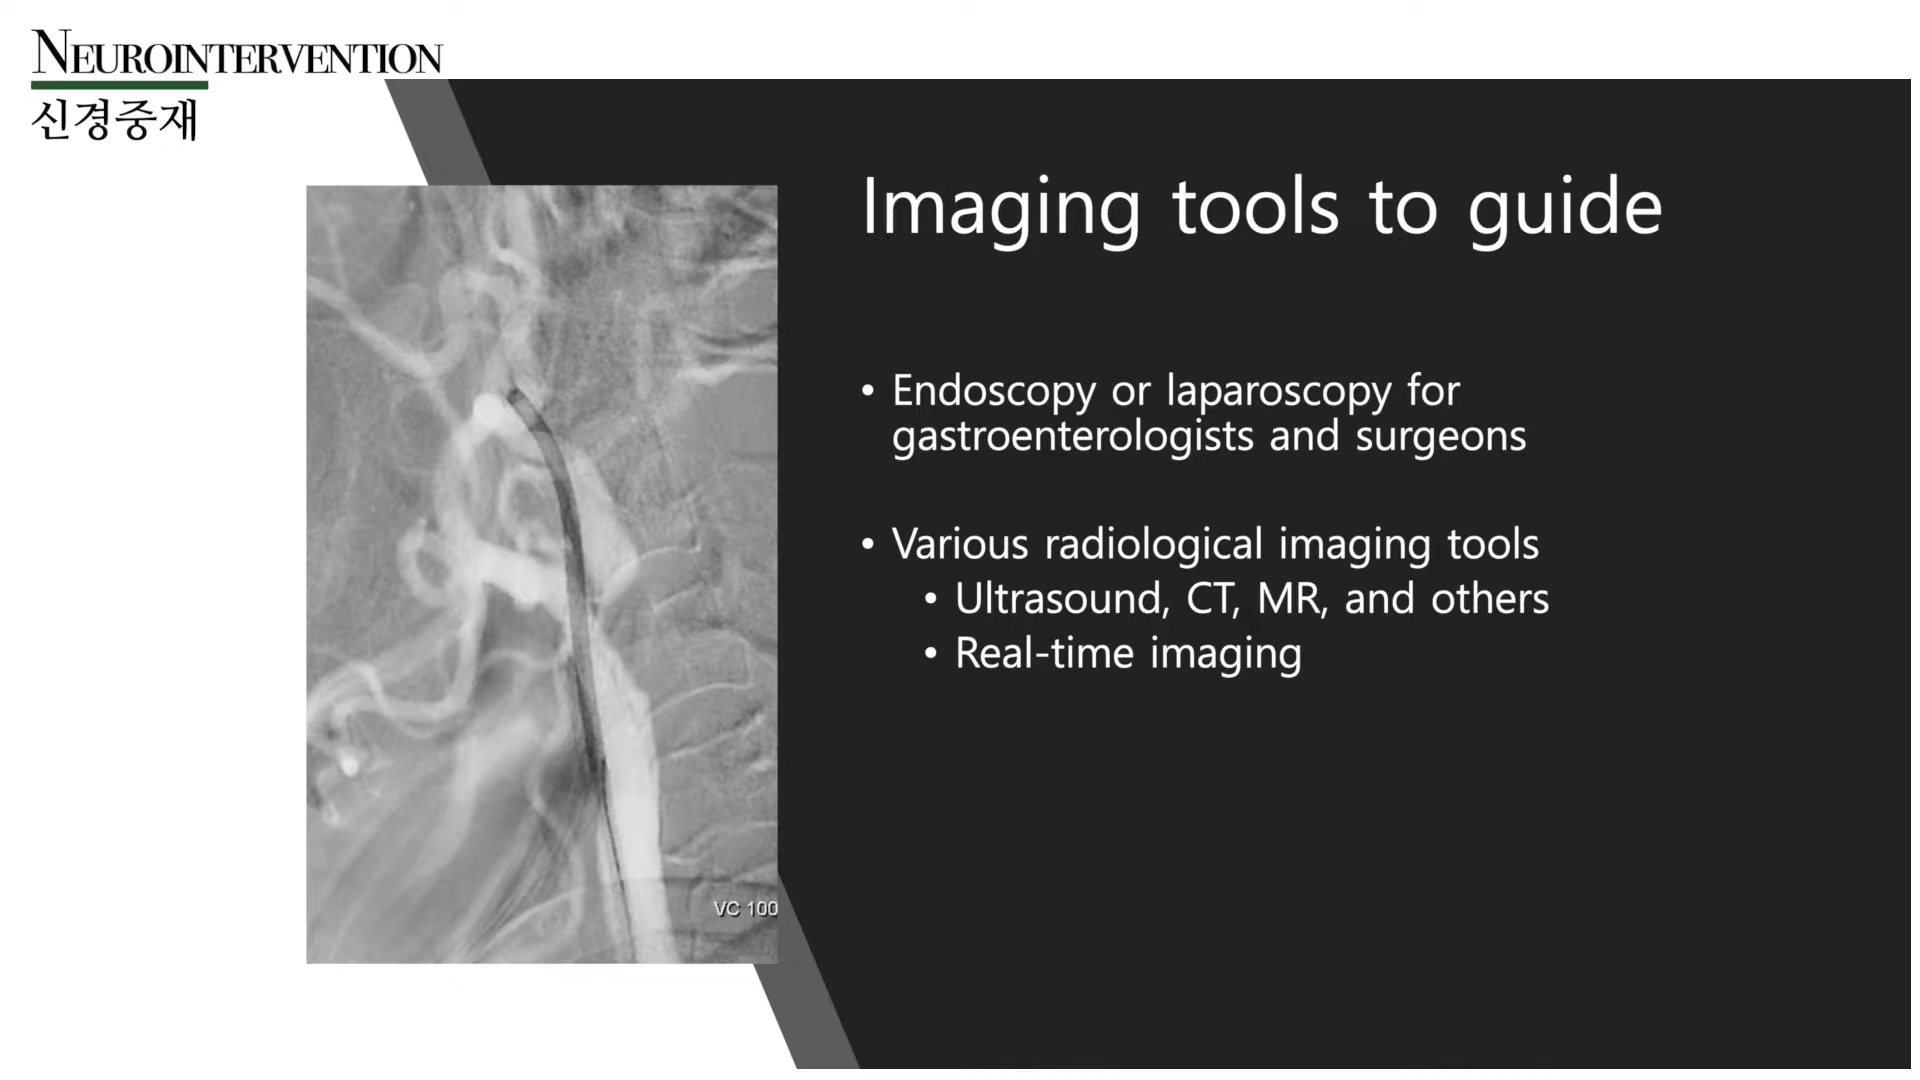 NEUROINTERVENTION
신경중재
Imaging tools to guide
• Endoscopy or laparoscopy for
gastroenterologists and surgeons
• Various radiological imaging tools
• Ultrasound, CT, MR, and others
• Real-time imaging
VC 100